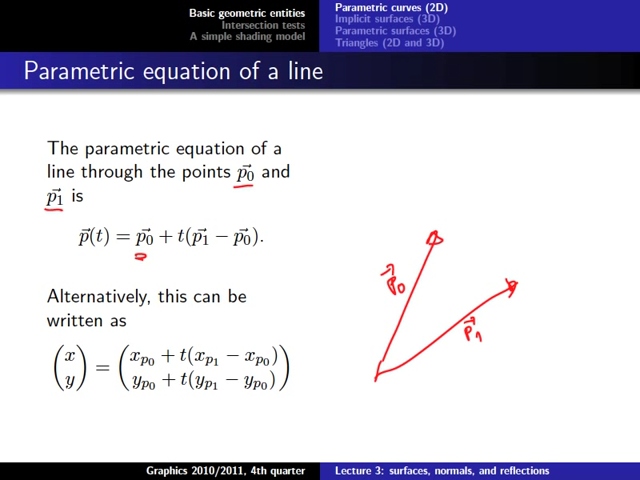 Basic geometric entities
Intersection tests
A simple shading model
Parametric curves (2D)
Implicit surfaces (3D)
Parametric surfaces (3D)
Triangles (2D and 3D)
Parametric equation of a line
The parametric equation of a
line through the points p⃗₀ and
p⃗₁ is
p⃗(t) = p⃗₀ + t(p⃗₁ − p⃗₀).
Alternatively, this can be
written as
(x) = (x_{p₀} + t(x_{p₁} − x_{p₀}))
(y) (y_{p₀} + t(y_{p₁} − y_{p₀}))
p⃗₀
p⃗₁
Graphics 2010/2011, 4th quarter
Lecture 3: surfaces, normals, and reflections